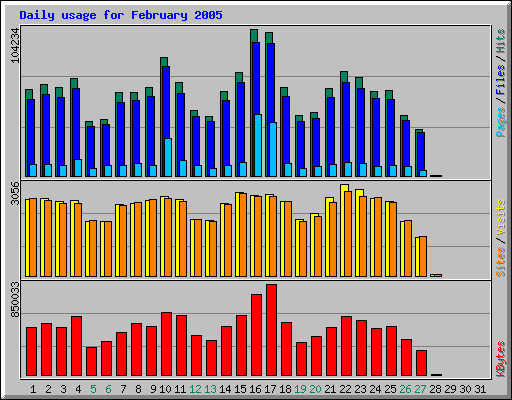 Daily usage for February 2005
104234
Pages / Files / Hits
3056
Sites / Visits
850033
KBytes
1 2 3 4 5 6 7 8 9 10 11 12 13 14 15 16 17 18 19 20 21 22 23 24 25 26 27 28 29 30 31